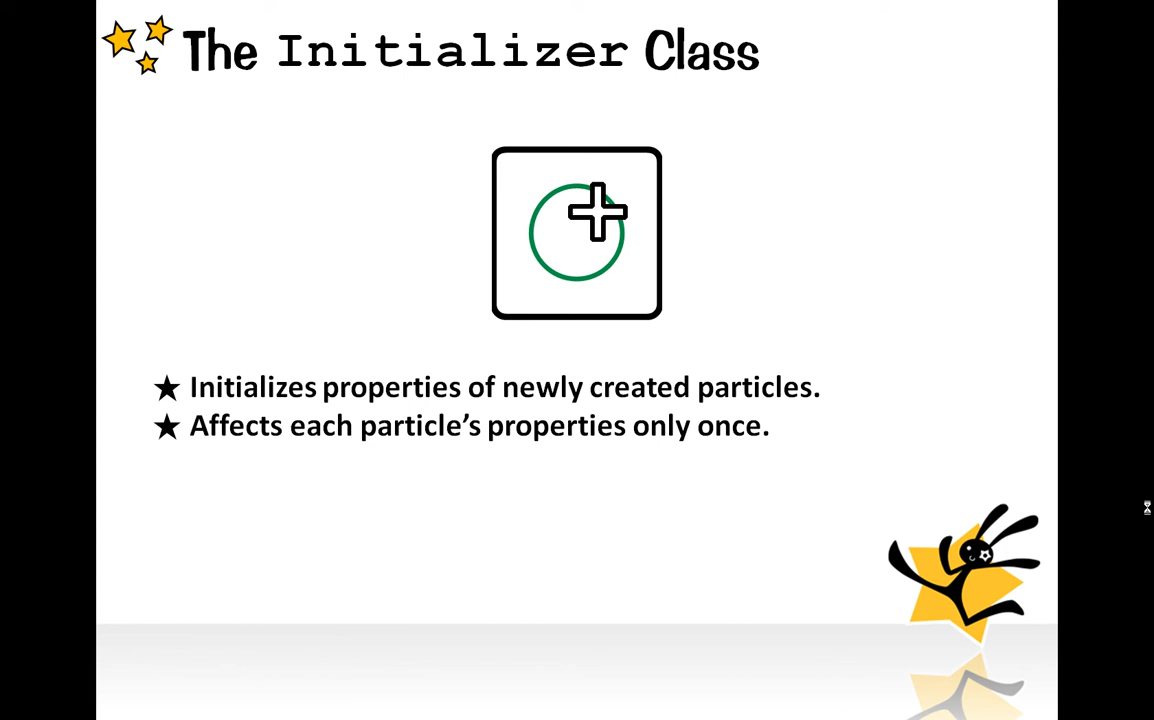 The Initializer Class
★ Initializes properties of newly created particles.
★ Affects each particle’s properties only once.